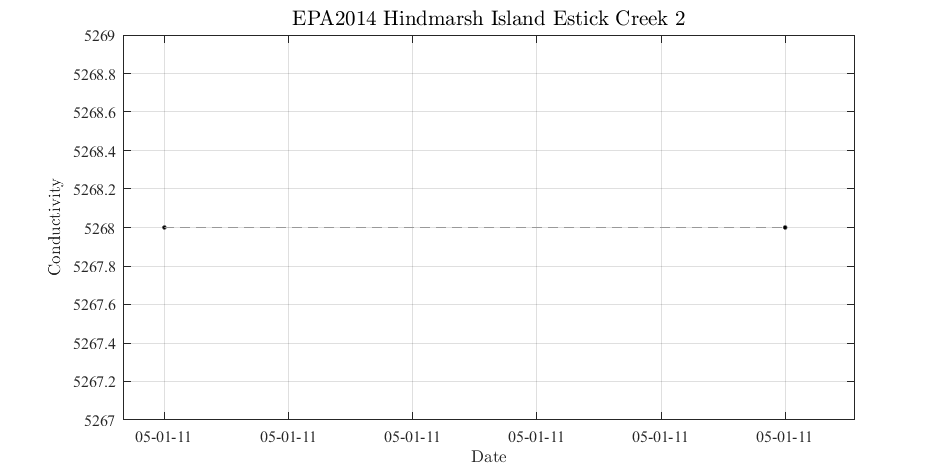 EPA2014 Hindmarsh Island Estick Creek 2
5269
5268.8
5268.6
5268.4
5268.2
5268
5267.8
5267.6
5267.4
5267.2
5267
Conductivity
05-01-11 05-01-11 05-01-11 05-01-11 05-01-11 05-01-11
Date